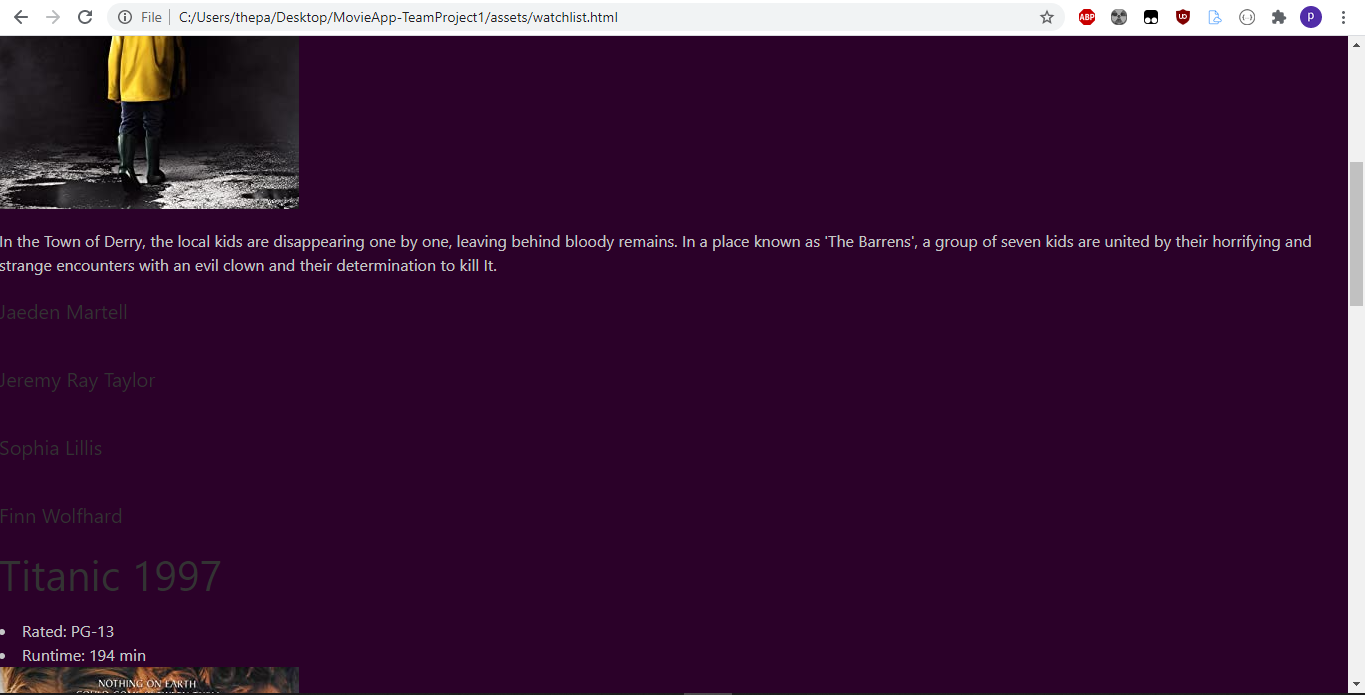 File
C:/Users/thepa/Desktop/MovieApp-TeamProject1/assets/watchlist.html
ABP
UD
P
In the Town of Derry, the local kids are disappearing one by one, leaving behind bloody remains. In a place known as 'The Barrens', a group of seven kids are united by their horrifying and
strange encounters with an evil clown and their determination to kill It.
Jaeden Martell
Jeremy Ray Taylor
Sophia Lillis
Finn Wolfhard
Titanic 1997
Rated: PG-13
Runtime: 194 min
NOTHING ON EARTH